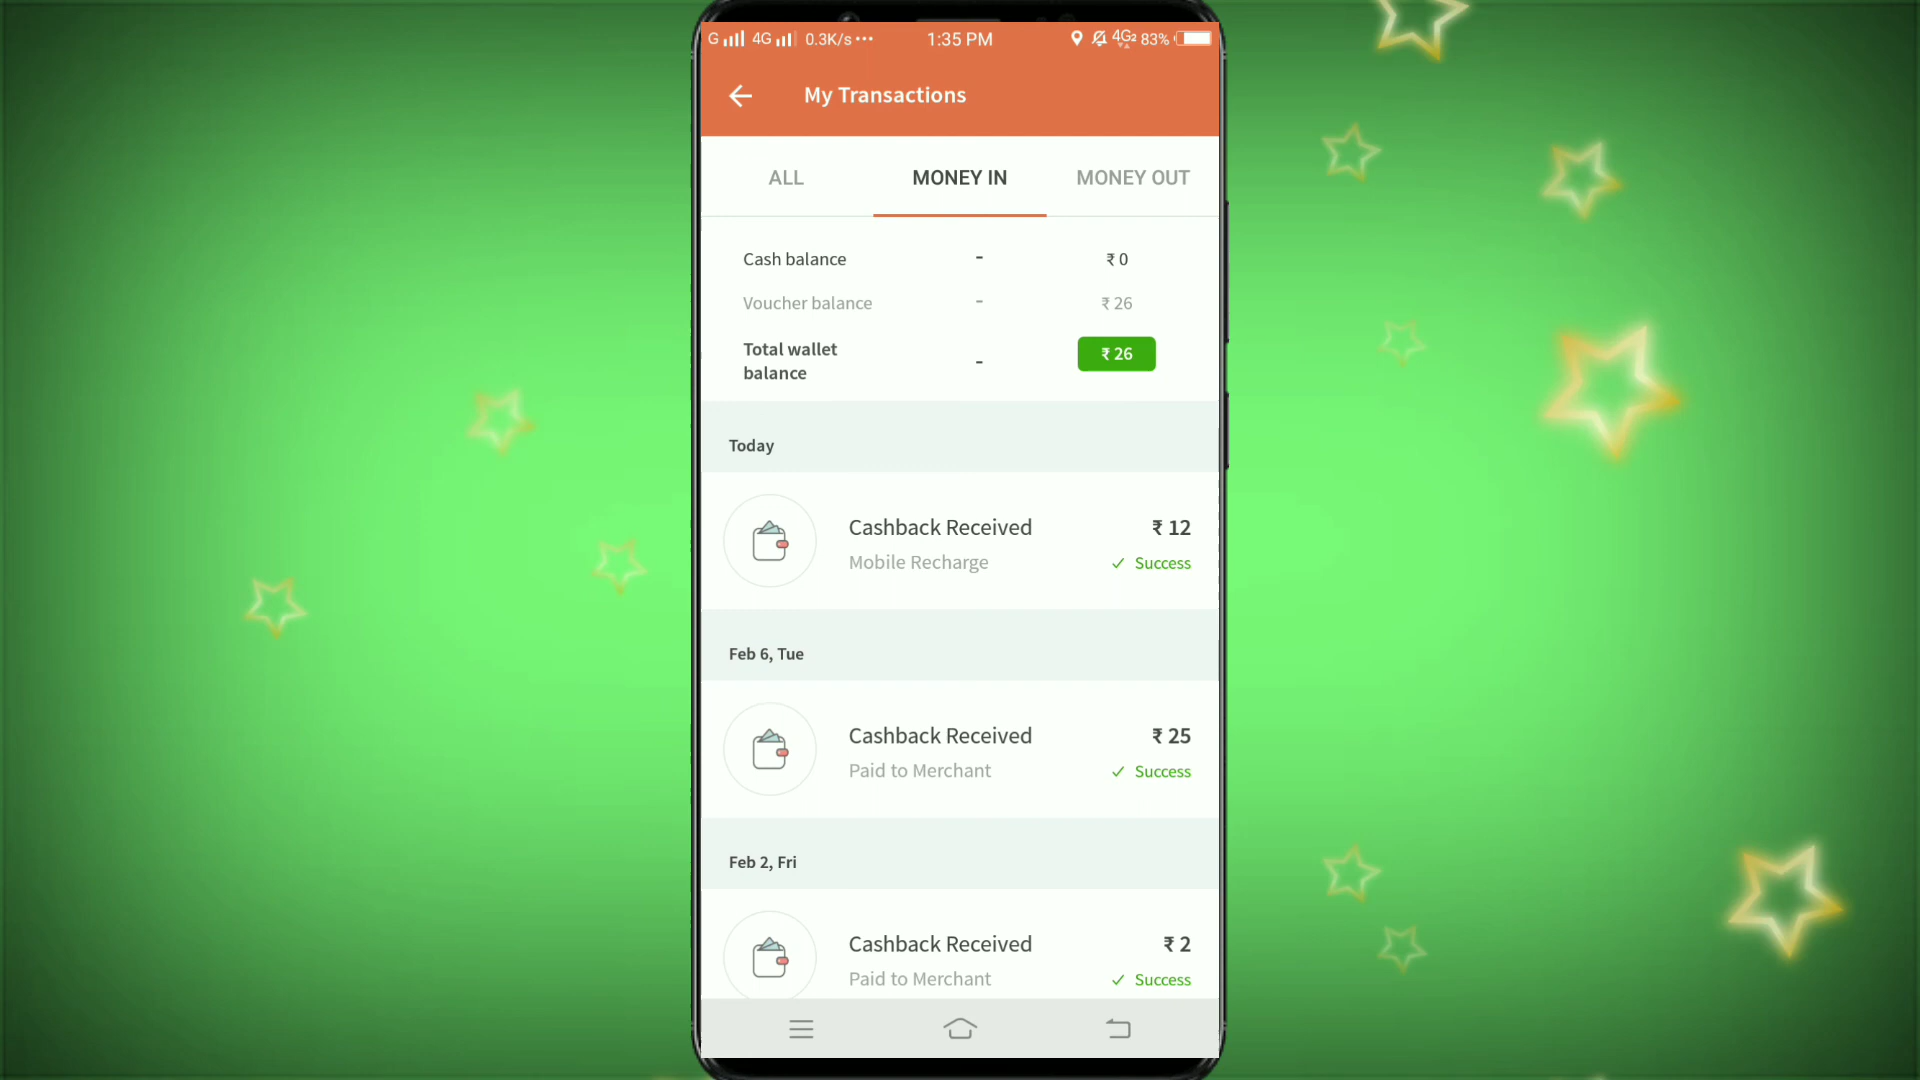 G 4G 0.3K/s... 1:35 PM 4G2 83%
My Transactions
ALL MONEY IN MONEY OUT
Cash balance - ₹ 0
Voucher balance - ₹ 26
Total wallet
balance - ₹ 26
Today
Cashback Received ₹ 12
Mobile Recharge ✓ Success
Feb 6, Tue
Cashback Received ₹ 25
Paid to Merchant ✓ Success
Feb 2, Fri
Cashback Received ₹ 2
Paid to Merchant ✓ Success